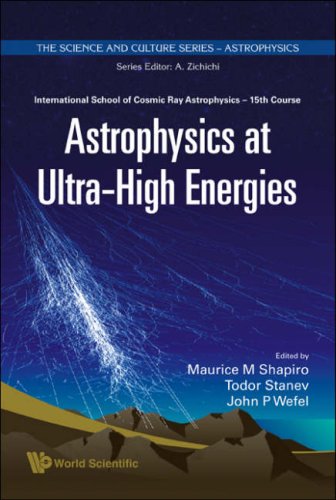 THE SCIENCE AND CULTURE SERIES – ASTROPHYSICS
Series Editor: A. Zichichi
International School of Cosmic Ray Astrophysics – 15th Course
Astrophysics at
Ultra-High Energies
Edited by
Maurice M Shapiro
Todor Stanev
John P Wefel
World Scientific